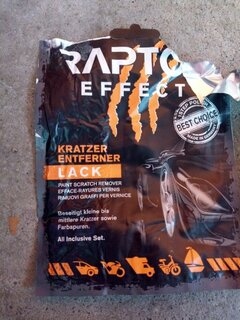 RAPTO
EFFECT
BEST CHOICE
KRATZER
ENTFERNER
LACK
PAINT SCRATCH REMOVER
EFFACE-RAYURES VERNIS
RIMUOVI GRAFFI PER VERNICE
Beseitigt kleine bis
mittlere Kratzer sowie
Farbspuren.
All Inclusive Set.